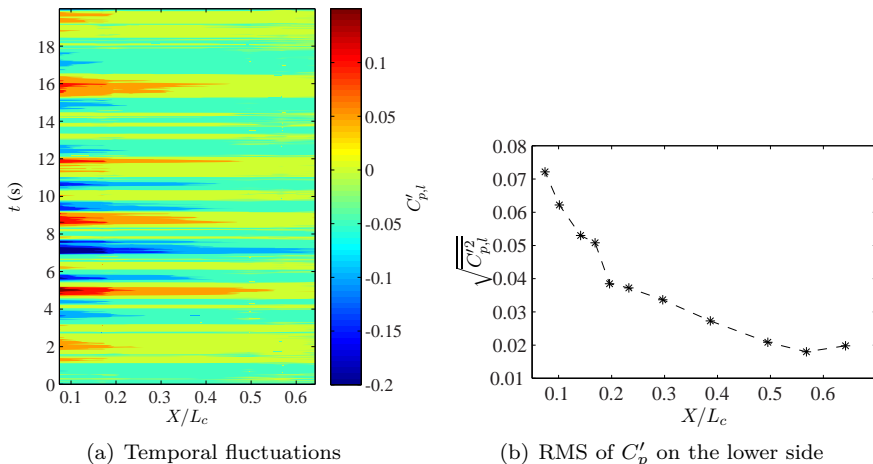 18
16
14
12
10
8
6
4
2
0
t (s)
0.1 0.2 0.3 0.4 0.5 0.6
X/L_c
0.1
0.05
0
-0.05
-0.1
-0.15
-0.2
C′_{p,l}
(a) Temporal fluctuations
0.08
0.07
0.06
0.05
0.04
0.03
0.02
0.01
√C′²_{p,l}
0.1 0.2 0.3 0.4 0.5 0.6
X/L_c
(b) RMS of C′_p on the lower side